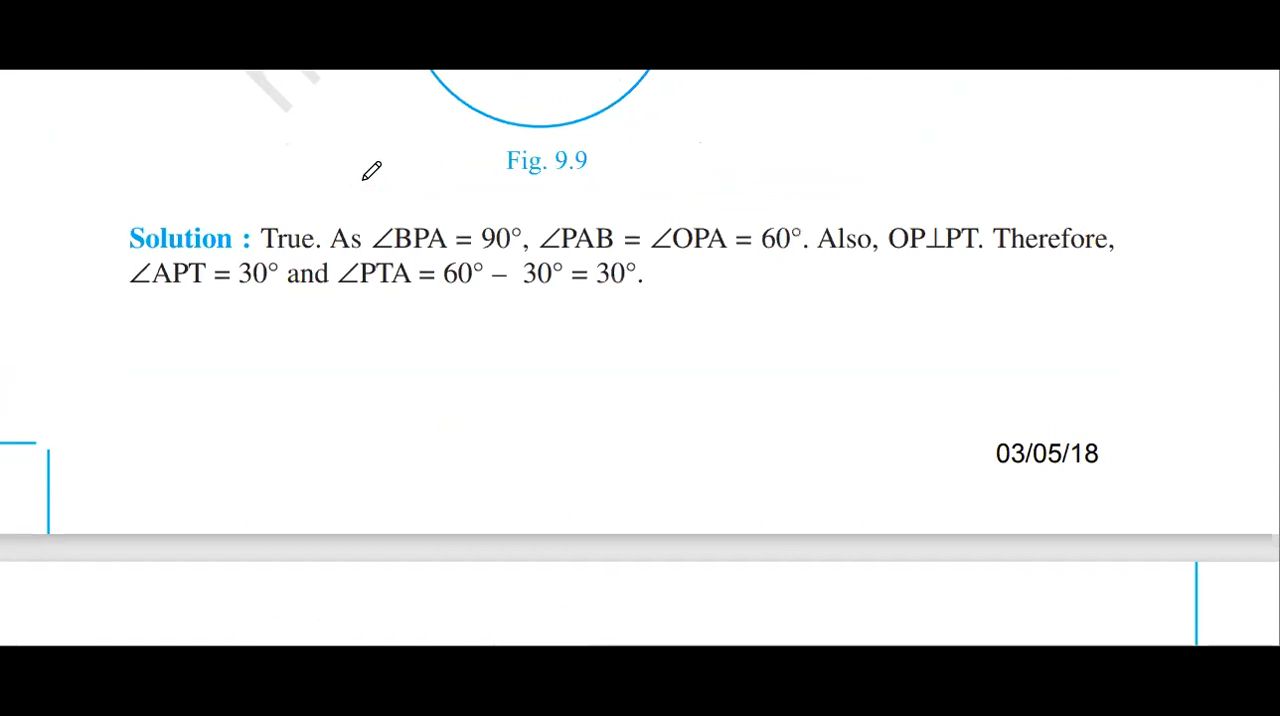 Fig. 9.9
Solution : True. As ∠BPA = 90°, ∠PAB = ∠OPA = 60°. Also, OP⊥PT. Therefore,
∠APT = 30° and ∠PTA = 60° – 30° = 30°.
03/05/18